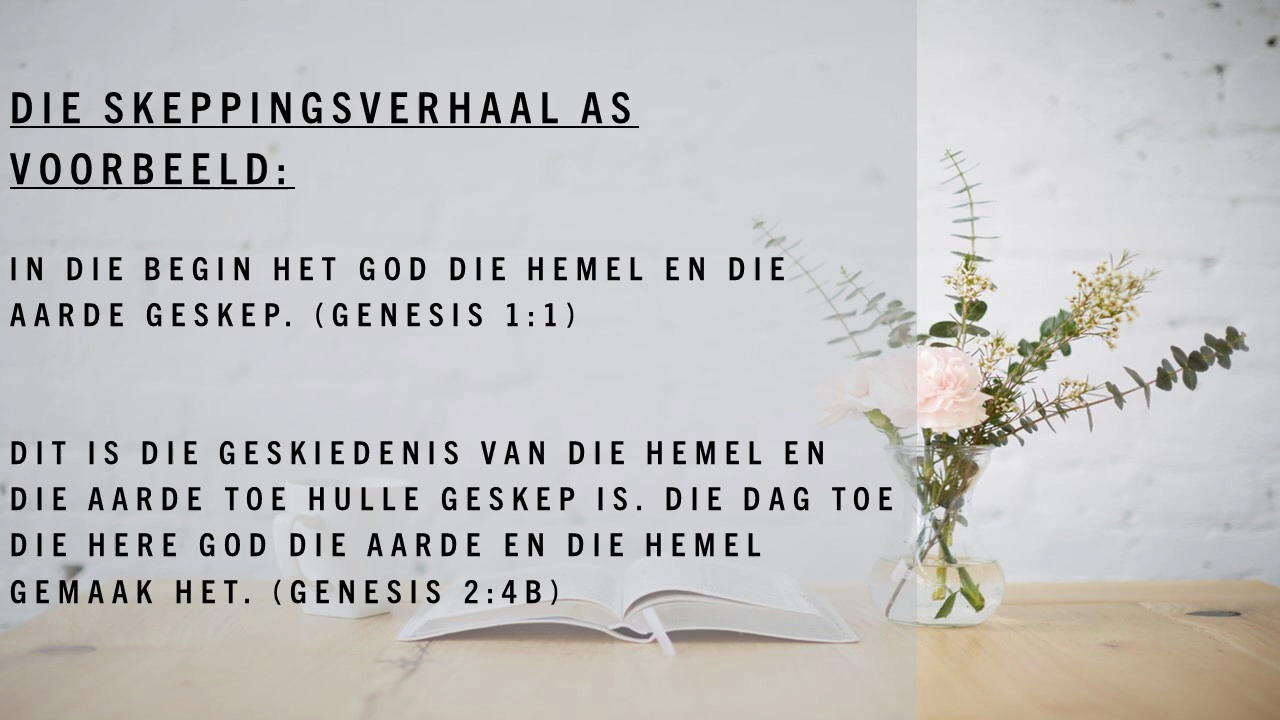 DIE SKEPPINGSVERHAAL AS
VOORBEELD:
IN DIE BEGIN HET GOD DIE HEMEL EN DIE
AARDE GESKEP. (GENESIS 1:1)
DIT IS DIE GESKIEDENIS VAN DIE HEMEL EN
DIE AARDE TOE HULLE GESKEP IS. DIE DAG TOE
DIE HERE GOD DIE AARDE EN DIE HEMEL
GEMAAK HET. (GENESIS 2:4B)